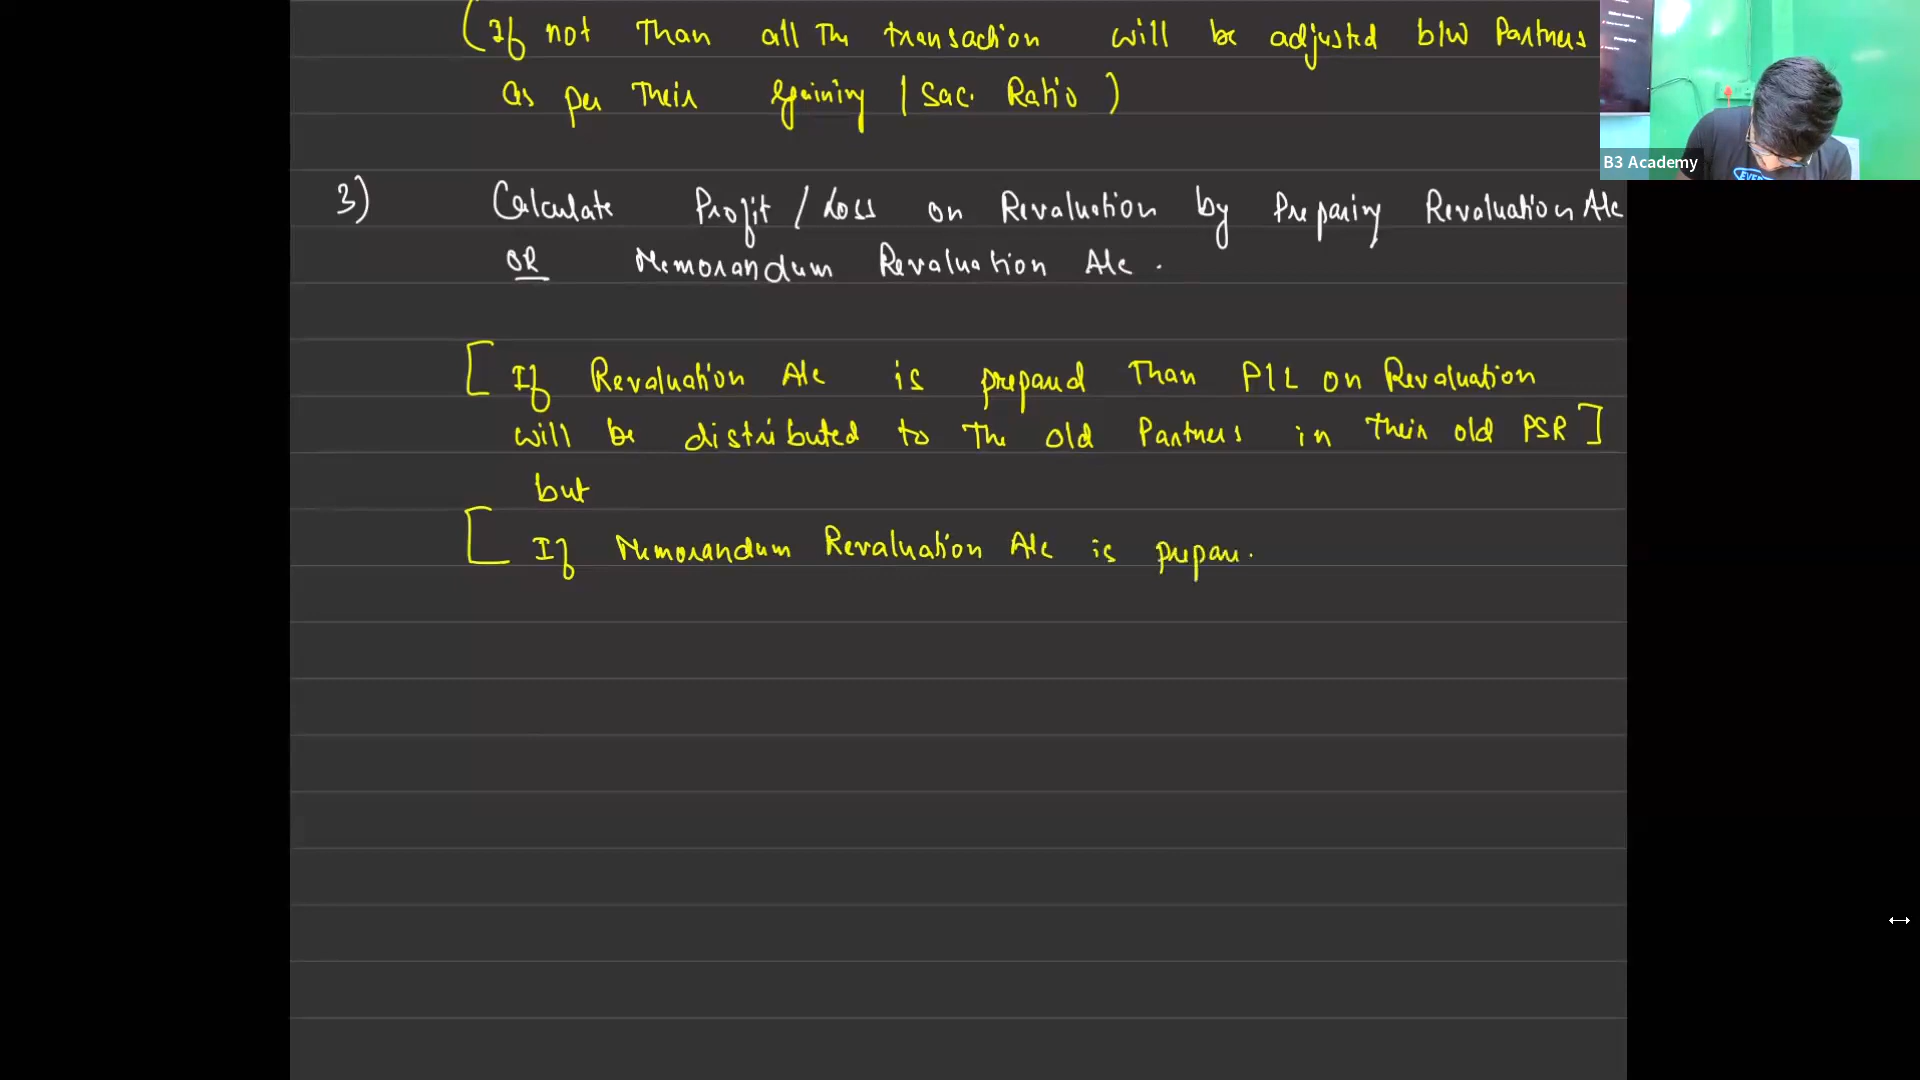 (If not Than all The transaction will be adjusted b/w Partners
as per Their gaining / Sac. Ratio )
3) Calculate Profit / Loss on Revaluation by Preparing Revaluation A/c
OR Memorandum Revaluation A/c .
[ If Revaluation A/c is prepared Than P/L on Revaluation
will be distributed to The old Partners in Their old PSR ]
but
[ If Memorandum Revaluation A/c is prepare.
B3 Academy
EVER